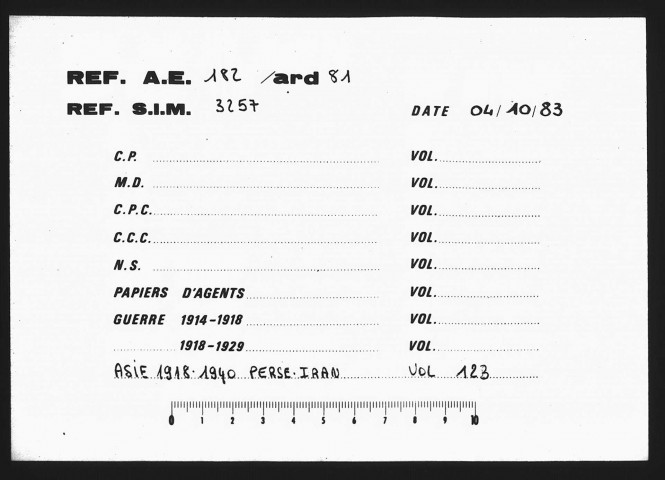 REF. A.E. 182 /ard 81
REF. S.I.M. 3257 DATE 04/10/83
C.P. VOL.
M.D. VOL.
C.P.C. VOL.
C.C.C. VOL.
N.S. VOL.
PAPIERS D'AGENTS VOL.
GUERRE 1914-1918 VOL.
1918-1929 VOL.
ASIE 1918.1940 PERSE.IRAN VOL 123
0 1 2 3 4 5 6 7 8 9 10